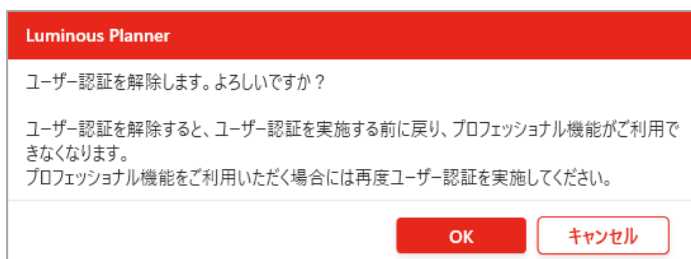 Luminous Planner
ユーザー認証を解除します。よろしいですか？
ユーザー認証を解除すると、ユーザー認証を実施する前に戻り、プロフェッショナル機能がご利用で
きなくなります。
プロフェッショナル機能をご利用いただく場合には再度ユーザー認証を実施してください。
OK キャンセル